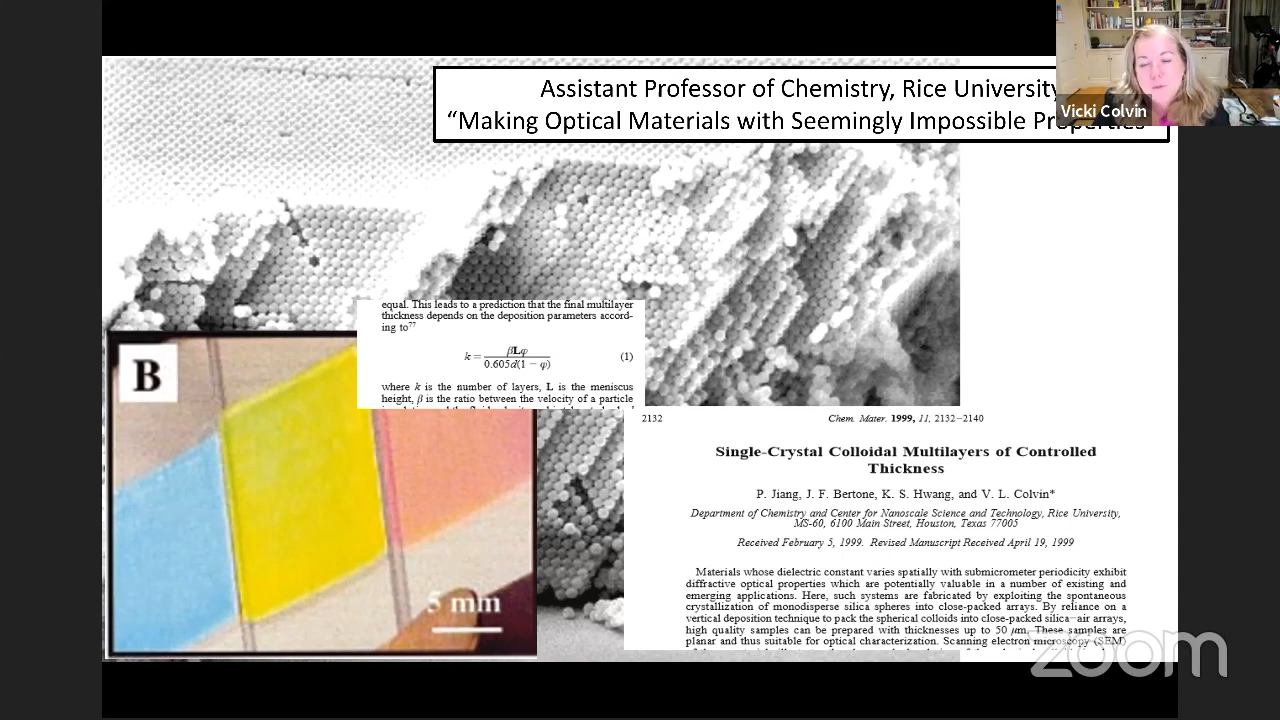 Assistant Professor of Chemistry, Rice University
“Making Optical Materials with Seemingly Impossible
Vicki Colvin
equal. This leads to a prediction that the final multilayer
thickness depends on the deposition parameters accord-
ing to77
k = βLφ / 0.605d(1 − φ) (1)
where k is the number of layers, L is the meniscus
height, β is the ratio between the velocity of a particle
B
5 mm
2132 Chem. Mater. 1999, 11, 2132−2140
Single-Crystal Colloidal Multilayers of Controlled
Thickness
P. Jiang, J. F. Bertone, K. S. Hwang, and V. L. Colvin*
Department of Chemistry and Center for Nanoscale Science and Technology, Rice University,
MS-60, 6100 Main Street, Houston, Texas 77005
Received February 5, 1999. Revised Manuscript Received April 19, 1999
Materials whose dielectric constant varies spatially with submicrometer periodicity exhibit
diffractive optical properties which are potentially valuable in a number of existing and
emerging applications. Here, such systems are fabricated by exploiting the spontaneous
crystallization of monodisperse silica spheres into close-packed arrays. By reliance on a
vertical deposition technique to pack the spherical colloids into close-packed silica−air arrays,
high quality samples can be prepared with thicknesses up to 50 μm. These samples are
planar and thus suitable for optical characterization. Scanning electron microscopy (SEM)
zoom